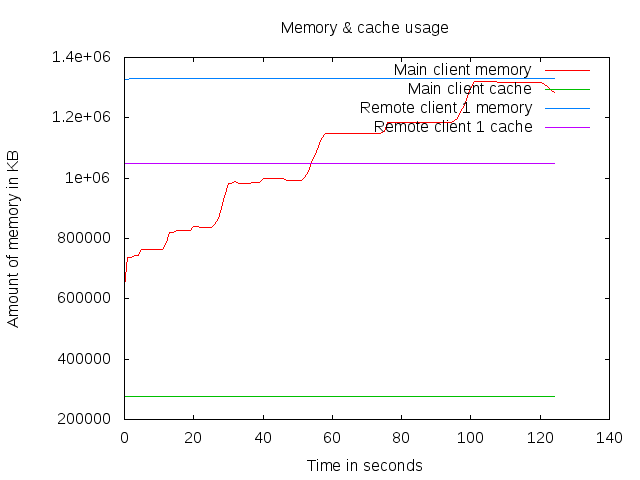 Memory & cache usage
1.4e+06
1.2e+06
1e+06
800000
600000
400000
200000
Amount of memory in KB
Main client memory
Main client cache
Remote client 1 memory
Remote client 1 cache
0 20 40 60 80 100 120 140
Time in seconds